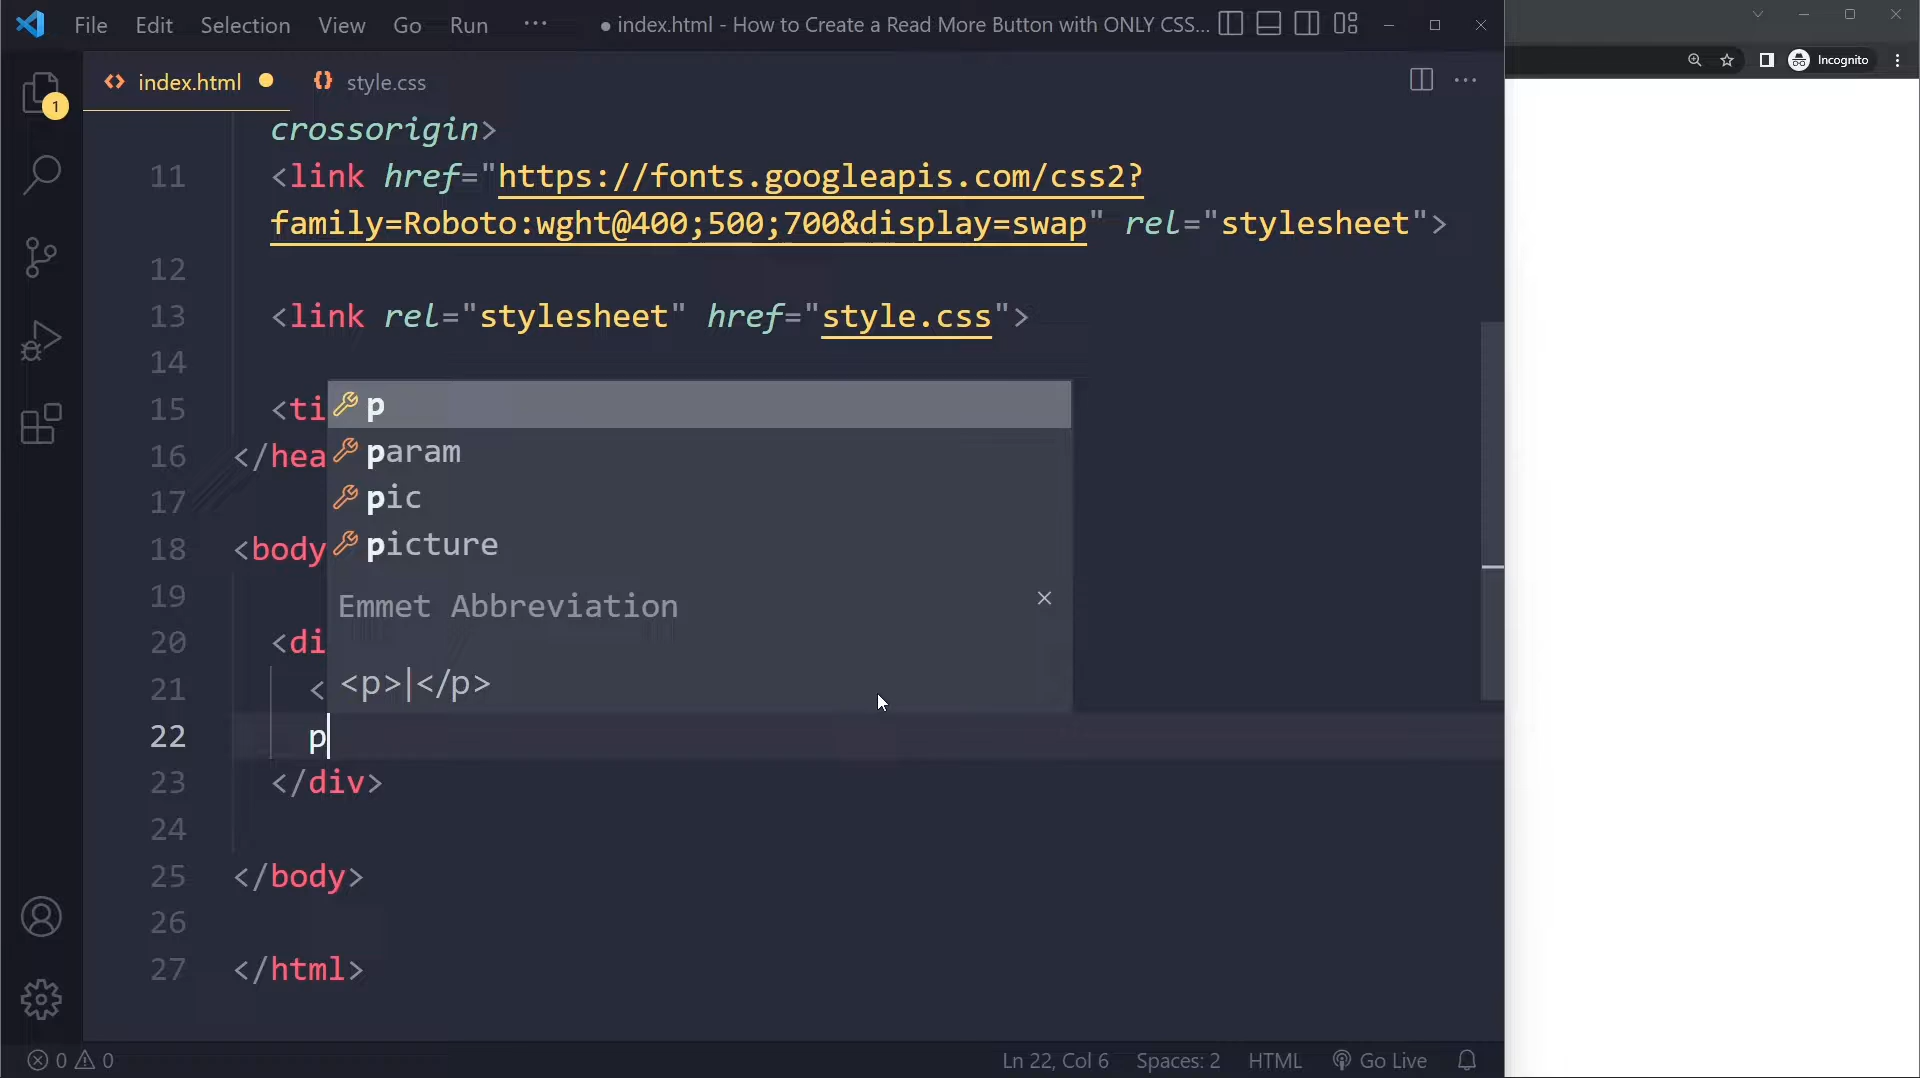 File Edit Selection View Go Run ··· ● index.html - How to Create a Read More Button with ONLY CSS...
Incognito
index.html style.css
1
crossorigin>
11 <link href="https://fonts.googleapis.com/css2?
family=Roboto:wght@400;500;700&display=swap" rel="stylesheet">
12
13 <link rel="stylesheet" href="style.css">
14
15 <ti
16 </hea
17
18 <body
19
20 <di
21 <
22 p
23 </div>
24
25 </body>
26
27 </html>
p
param
pic
picture
Emmet Abbreviation
<p>|</p>
0 0 Ln 22, Col 6 Spaces: 2 HTML Go Live